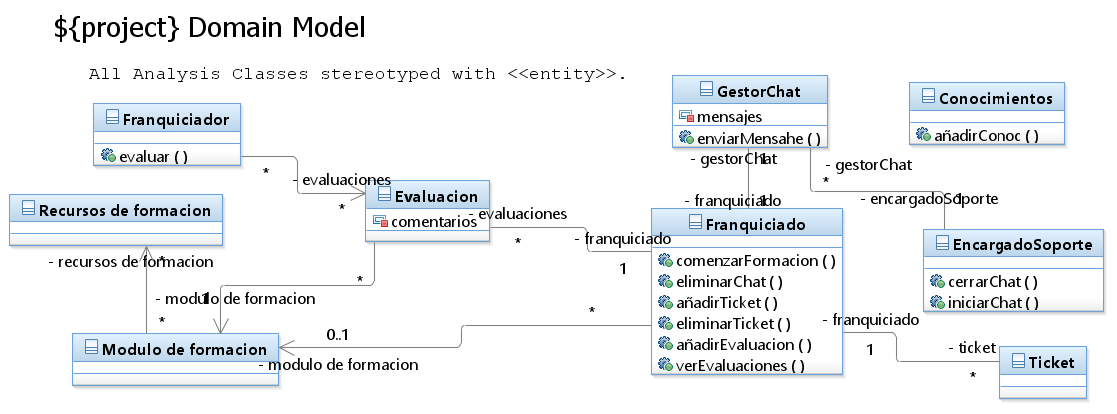 ${project} Domain Model
All Analysis Classes stereotyped with <<entity>>.
GestorChat
mensajes
enviarMensahe ( )
Conocimientos
añadirConoc ( )
Franquiciador
evaluar ( )
- gestorChat
1
- gestorChat
*
*
- evaluaciones
*
Evaluacion
comentarios
- franquiciado
1
- encargadoSoporte
1
Recursos de formacion
- evaluaciones
*
- franquiciado
1
Franquiciado
comenzarFormacion ( )
eliminarChat ( )
añadirTicket ( )
eliminarTicket ( )
añadirEvaluacion ( )
verEvaluaciones ( )
EncargadoSoporte
cerrarChat ( )
iniciarChat ( )
- recursos de formacion
*
*
- modulo de formacion
1
*
*
0..1
- modulo de formacion
Modulo de formacion
- franquiciado
1
- ticket
*
Ticket